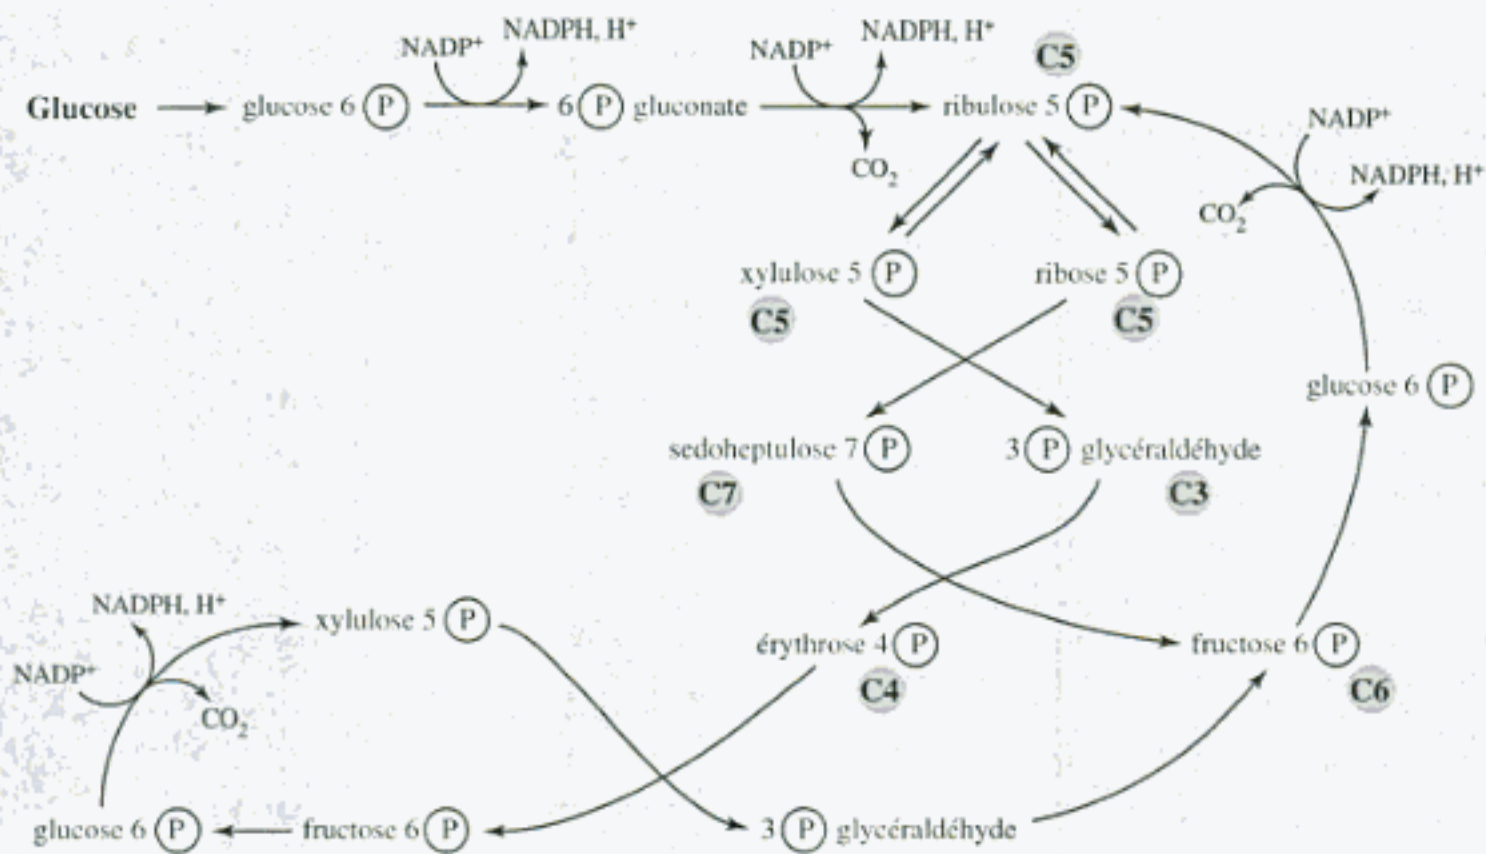 NADP⁺ NADPH, H⁺ NADP⁺ NADPH, H⁺ C5
Glucose glucose 6 P 6 P gluconate ribulose 5 P
CO₂
NADP⁺
NADPH, H⁺
CO₂
xylulose 5 P ribose 5 P
C5 C5
glucose 6 P
sedoheptulose 7 P 3 P glycéraldéhyde
C7 C3
NADPH, H⁺
xylulose 5 P
érythrose 4 P fructose 6 P
C4 C6
NADP⁺
CO₂
glucose 6 P fructose 6 P 3 P glycéraldéhyde